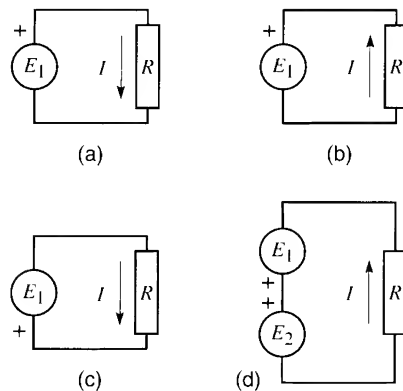 + E1 I R
(a)
+ E1 I R
(b)
E1 I R
+
(c)
E1
+
+ I R
E2
(d)